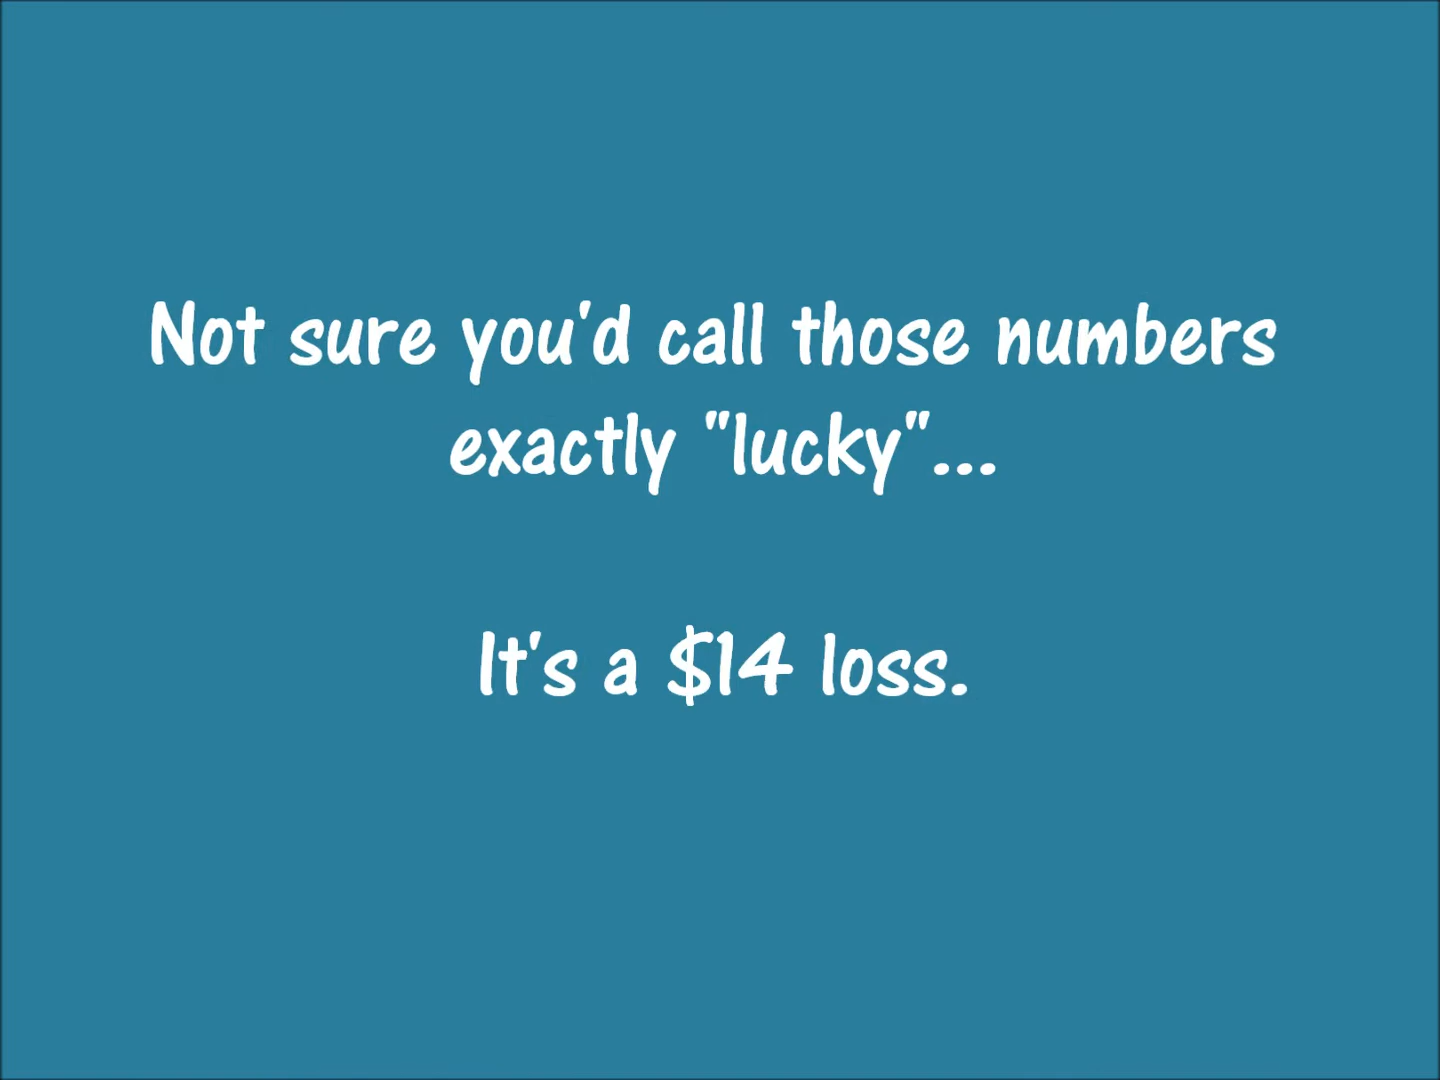 Not sure you'd call those numbers
exactly "lucky"...
It's a $14 loss.